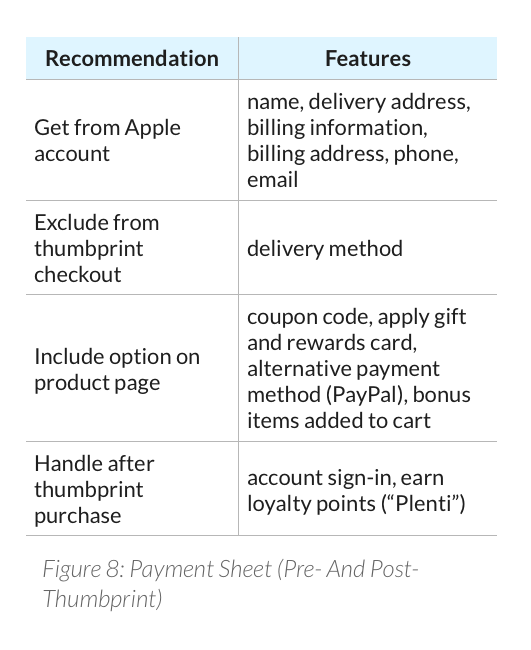 Recommendation
Features
Get from Apple
account
name, delivery address,
billing information,
billing address, phone,
email
Exclude from
thumbprint
checkout
delivery method
Include option on
product page
coupon code, apply gift
and rewards card,
alternative payment
method (PayPal), bonus
items added to cart
Handle after
thumbprint
purchase
account sign-in, earn
loyalty points (“Plenti”)
Figure 8: Payment Sheet (Pre- And Post-
Thumbprint)